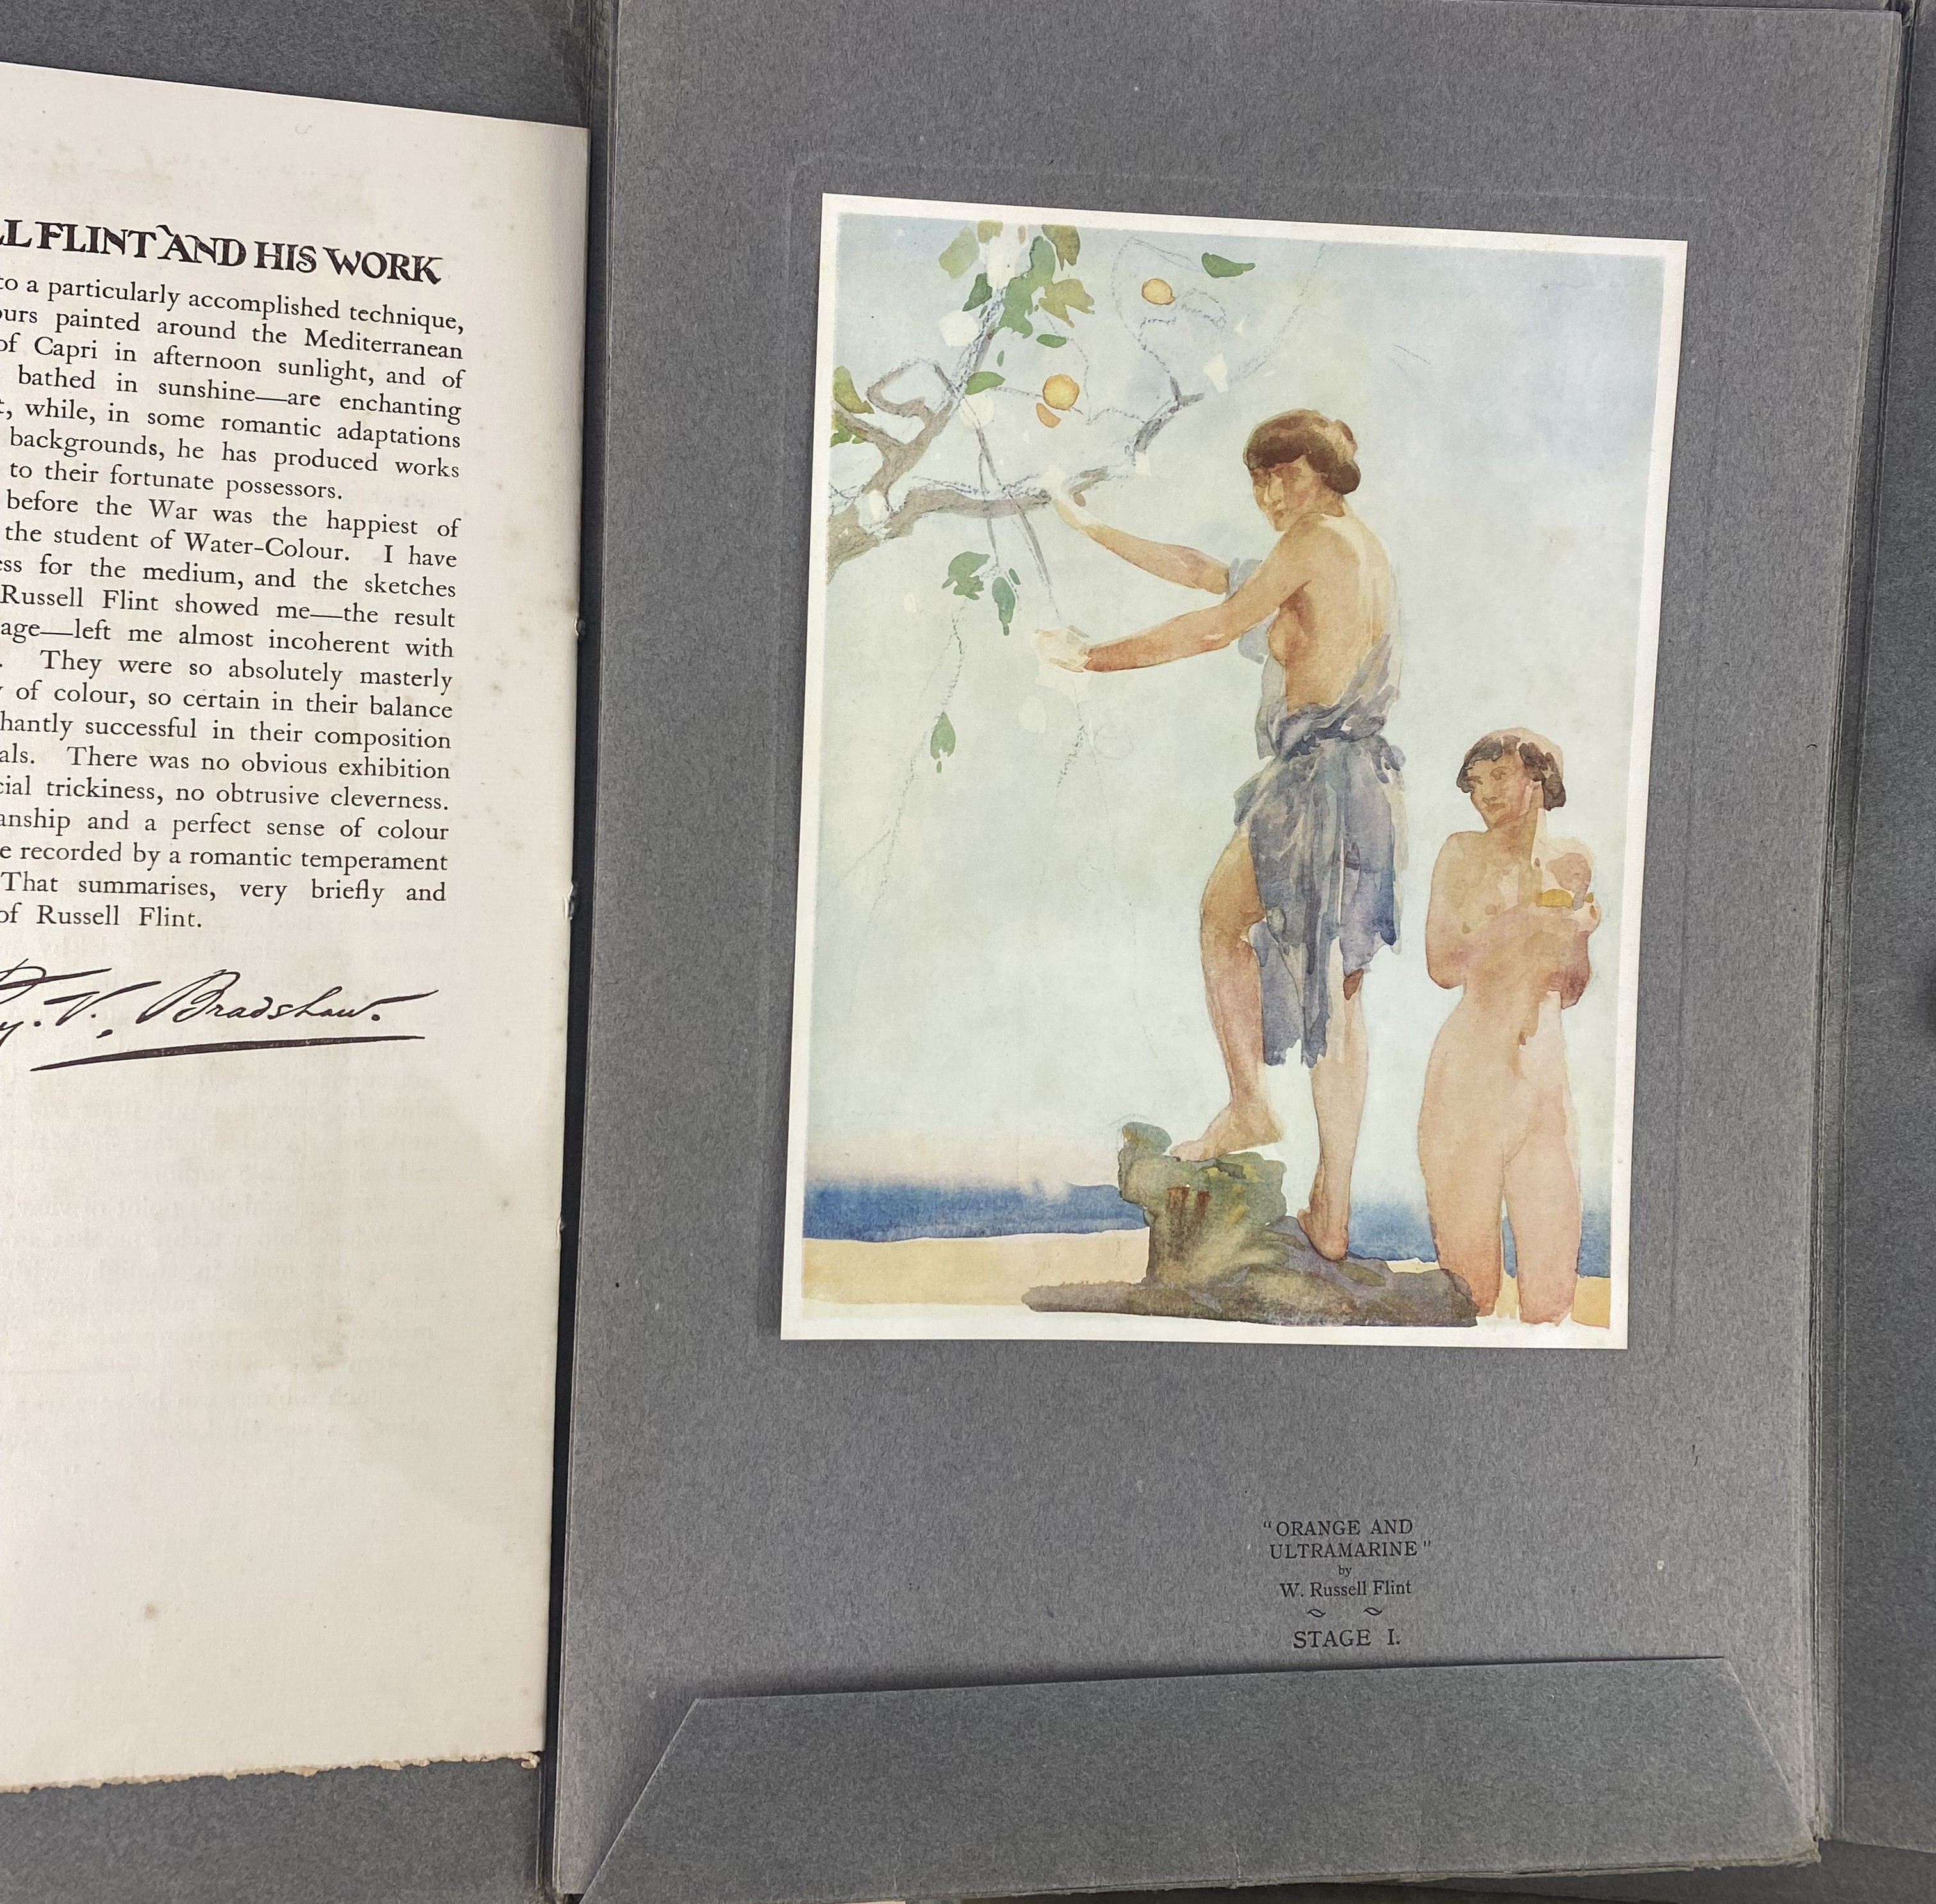 LL FLINT AND HIS WORK
to a particularly accomplished technique,
ours painted around the Mediterranean
of Capri in afternoon sunlight, and of
bathed in sunshine—are enchanting
t, while, in some romantic adaptations
backgrounds, he has produced works
to their fortunate possessors.
before the War was the happiest of
the student of Water-Colour. I have
ess for the medium, and the sketches
Russell Flint showed me—the result
age—left me almost incoherent with
. They were so absolutely masterly
y of colour, so certain in their balance
hantly successful in their composition
als. There was no obvious exhibition
cial trickiness, no obtrusive cleverness.
anship and a perfect sense of colour
e recorded by a romantic temperament
That summarises, very briefly and
of Russell Flint.
y. V. Bradshaw.
"ORANGE AND
ULTRAMARINE"
by
W. Russell Flint
STAGE I.